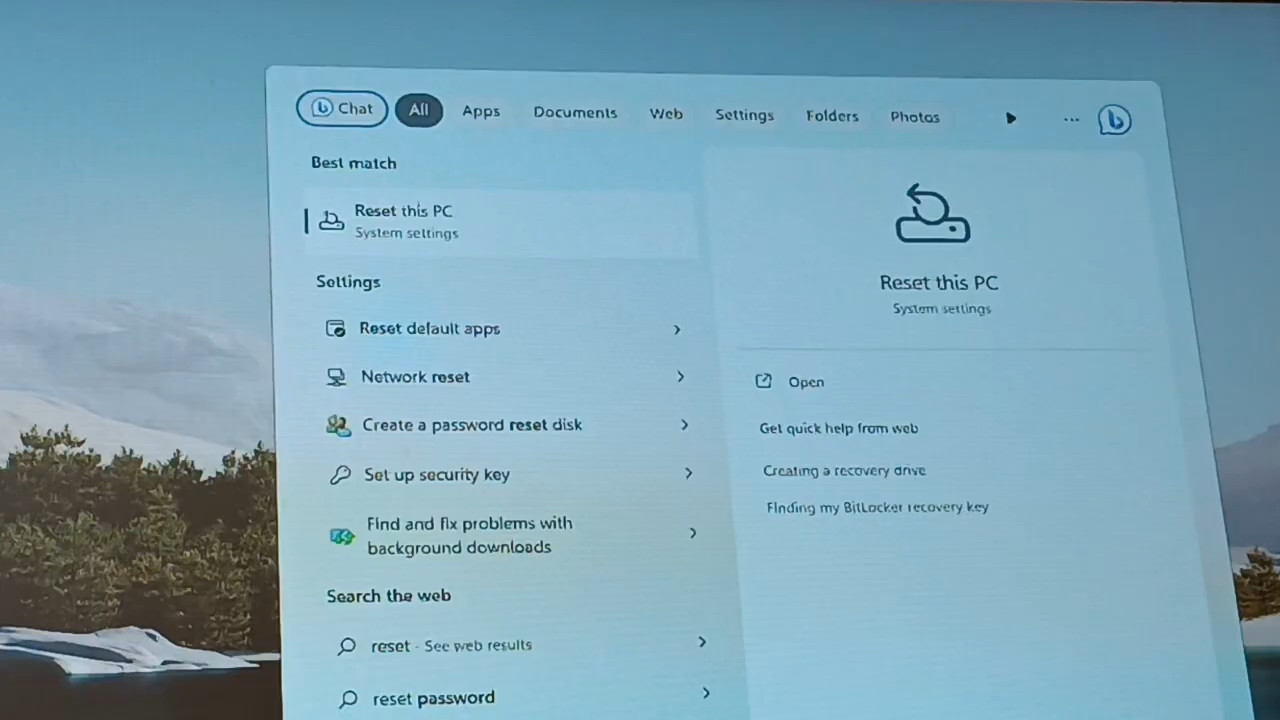 Chat All Apps Documents Web Settings Folders Photos ...
Best match
Reset this PC
System settings
Settings
Reset default apps
Network reset
Create a password reset disk
Set up security key
Find and fix problems with
background downloads
Search the web
reset - See web results
reset password
Reset this PC
System settings
Open
Get quick help from web
Creating a recovery drive
Finding my BitLocker recovery key